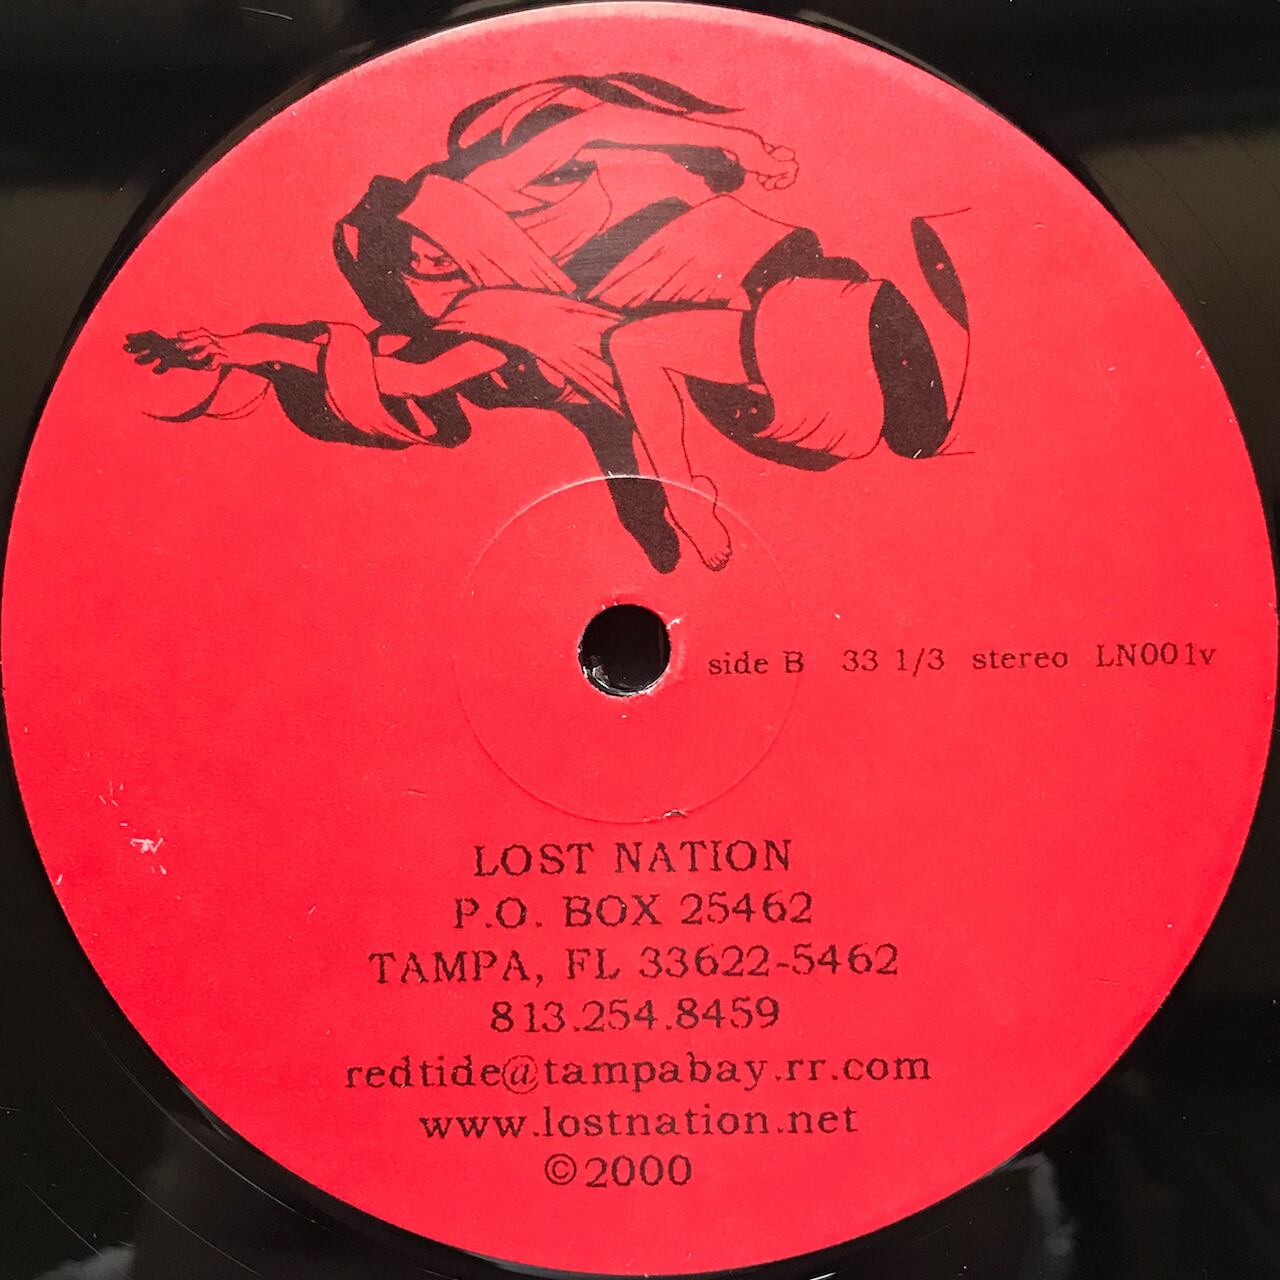 side B 33 1/3 stereo LN001v
LOST NATION
P.O. BOX 25462
TAMPA, FL 33622-5462
813.254.8459
redtide@tampabay.rr.com
www.lostnation.net
©2000